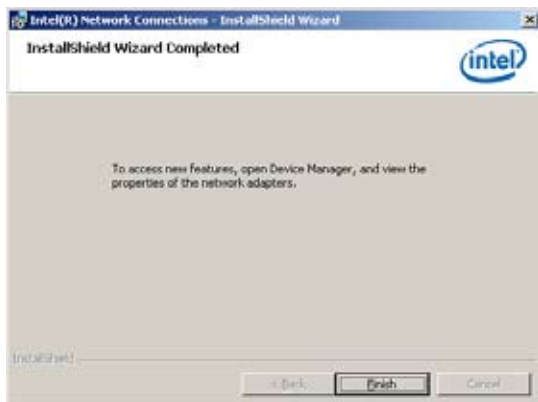 Intel(R) Network Connections - InstallShield Wizard
InstallShield Wizard Completed
intel
To access new features, open Device Manager, and view the
properties of the network adapters.
InstallShield
< Back
Finish
Cancel